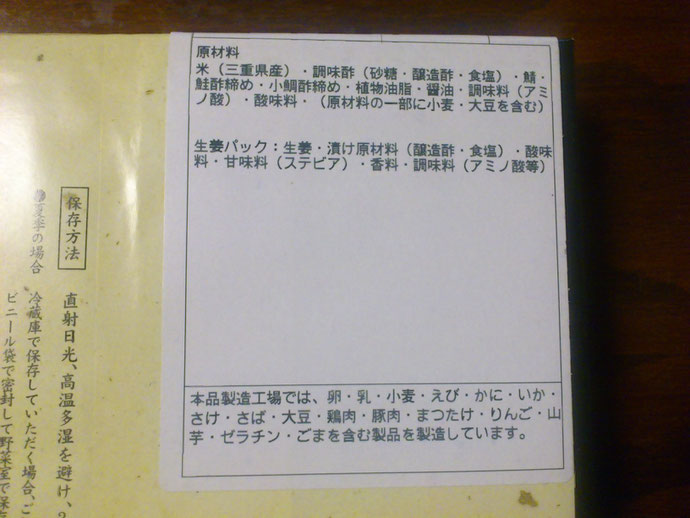 原材料
米（三重県産）・調味酢（砂糖・醸造酢・食塩）・鯖・
鮭酢締め・小鯛酢締め・植物油脂・醤油・調味料（アミ
ノ酸）・酸味料・（原材料の一部に小麦・大豆を含む）
生姜パック：生姜・漬け原材料（醸造酢・食塩）・酸味
料・甘味料（ステビア）・香料・調味料（アミノ酸等）
本品製造工場では、卵・乳・小麦・えび・かに・いか・
さけ・さば・大豆・鶏肉・豚肉・まつたけ・りんご・山
芋・ゼラチン・ごまを含む製品を製造しています。
保存方法
直射日光、高温多湿を避け、
●夏季の場合
冷蔵庫で保存していただく場合、ご
ビニール袋で密封して野菜室で保